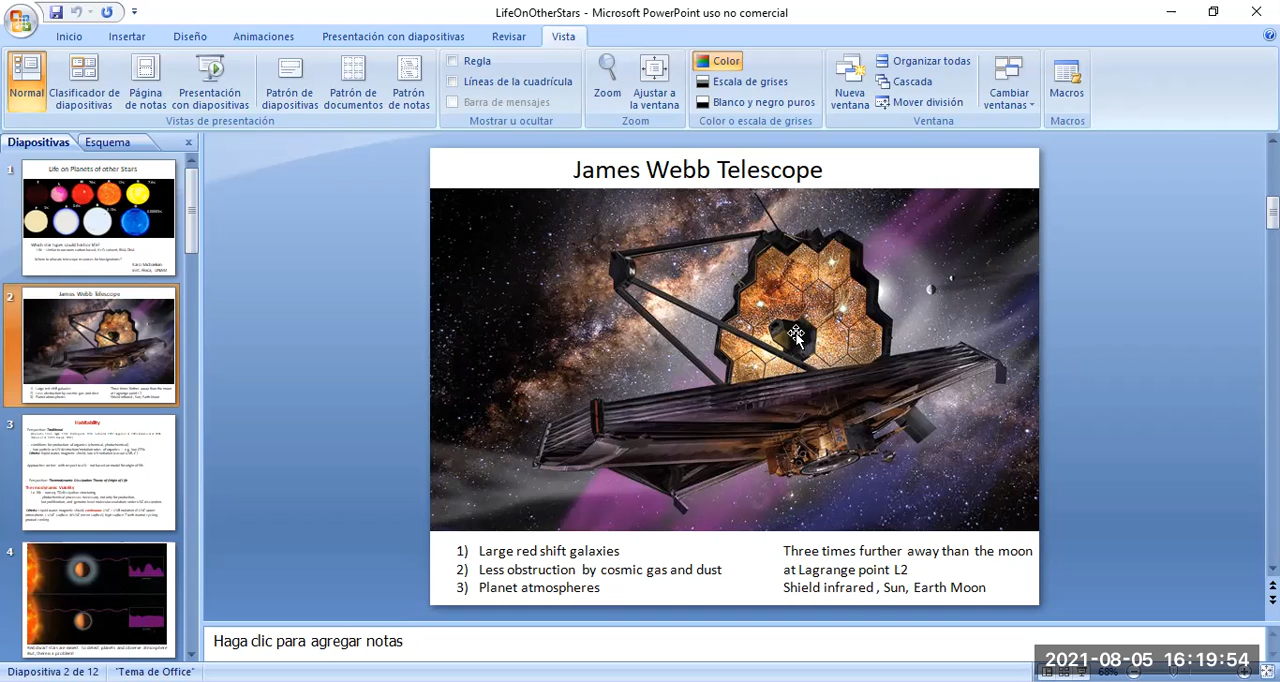 LifeOnOtherStars - Microsoft PowerPoint uso no comercial
Inicio Insertar Diseño Animaciones Presentación con diapositivas Revisar Vista
Normal
Clasificador de diapositivas
Página de notas
Presentación con diapositivas
Patrón de diapositivas
Patrón de documentos
Patrón de notas
Vistas de presentación
Regla
Líneas de la cuadrícula
Barra de mensajes
Mostrar u ocultar
Zoom
Ajustar a la ventana
Zoom
Color
Escala de grises
Blanco y negro puros
Color o escala de grises
Nueva ventana
Organizar todas
Cascada
Mover división
Cambiar ventanas
Ventana
Macros
Macros
Diapositivas Esquema
1
Life on Planets of other Stars
2
James Webb Telescope
3
Habitability
4
James Webb Telescope
1) Large red shift galaxies
2) Less obstruction by cosmic gas and dust
3) Planet atmospheres
Three times further away than the moon
at Lagrange point L2
Shield infrared , Sun, Earth Moon
Haga clic para agregar notas
Diapositiva 2 de 12 "Tema de Office" 68%
2021-08-05 16:19:54